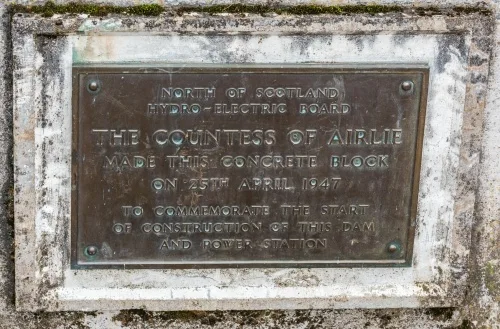 NORTH OF SCOTLAND
HYDRO-ELECTRIC BOARD
THE COUNTESS OF AIRLIE
MADE THIS CONCRETE BLOCK
ON 25TH APRIL 1947
TO COMMEMORATE THE START
OF CONSTRUCTION OF THIS DAM
AND POWER STATION